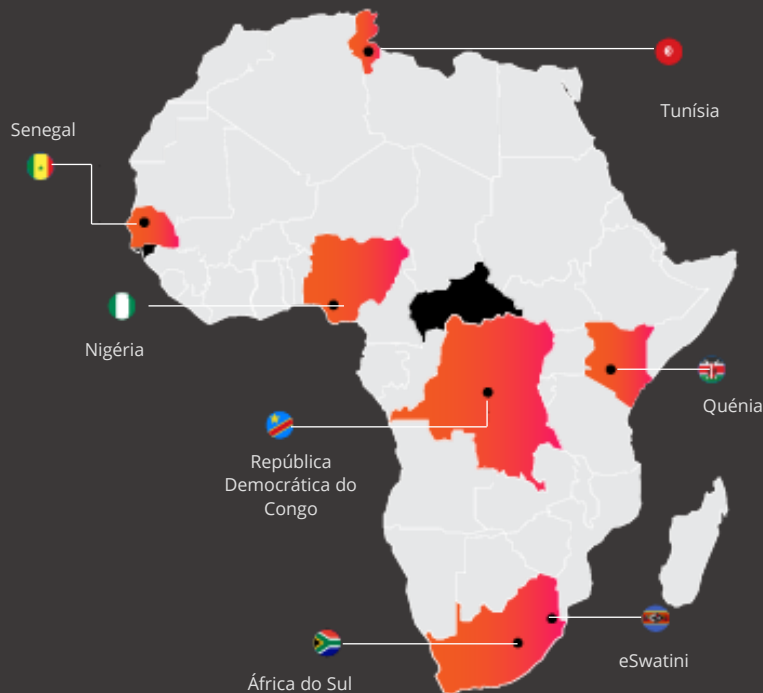 Tunísia
Senegal
Nigéria
Quénia
República
Democrática do
Congo
eSwatini
África do Sul